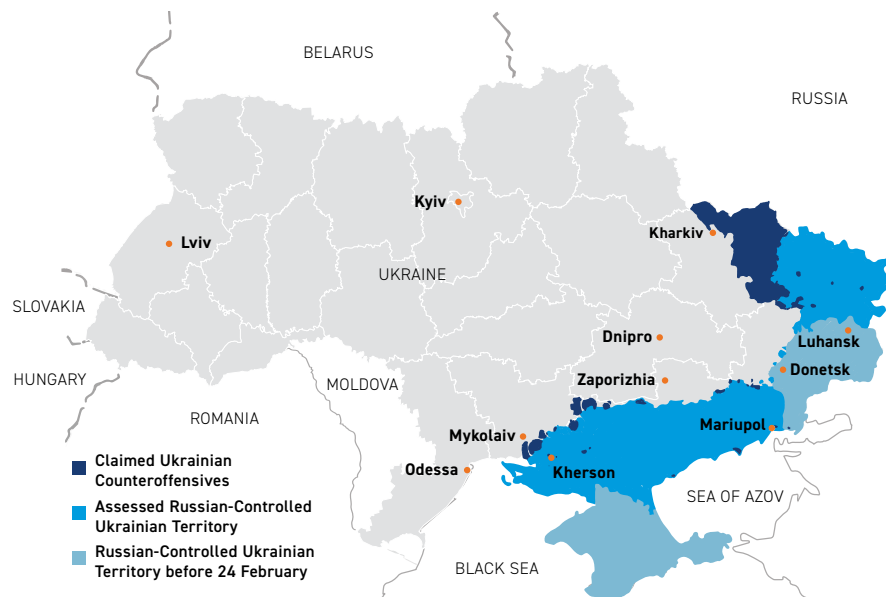 BELARUS
RUSSIA
Kyiv
Kharkiv
Lviv
UKRAINE
SLOVAKIA
Dnipro
Luhansk
Donetsk
HUNGARY
Zaporizhia
MOLDOVA
ROMANIA
Mariupol
Mykolaiv
Kherson
Odessa
SEA OF AZOV
BLACK SEA
Claimed Ukrainian
Counteroffensives
Assessed Russian-Controlled
Ukrainian Territory
Russian-Controlled Ukrainian
Territory before 24 February